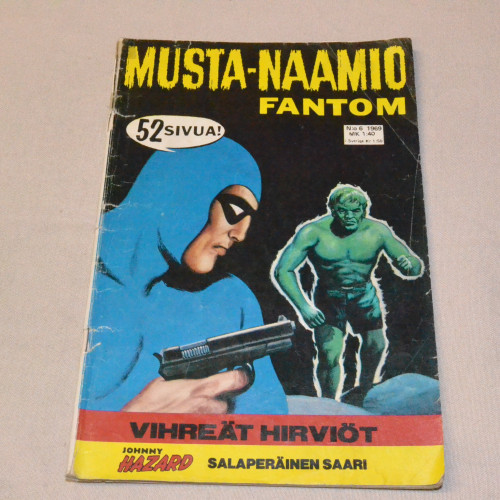 MUSTA-NAAMIO
FANTOM
52 SIVUA!
N:o 6 1969
MK 1:40
VIHREÄT HIRVIÖT
JOHNNY
HAZARD SALAPERÄINEN SAARI